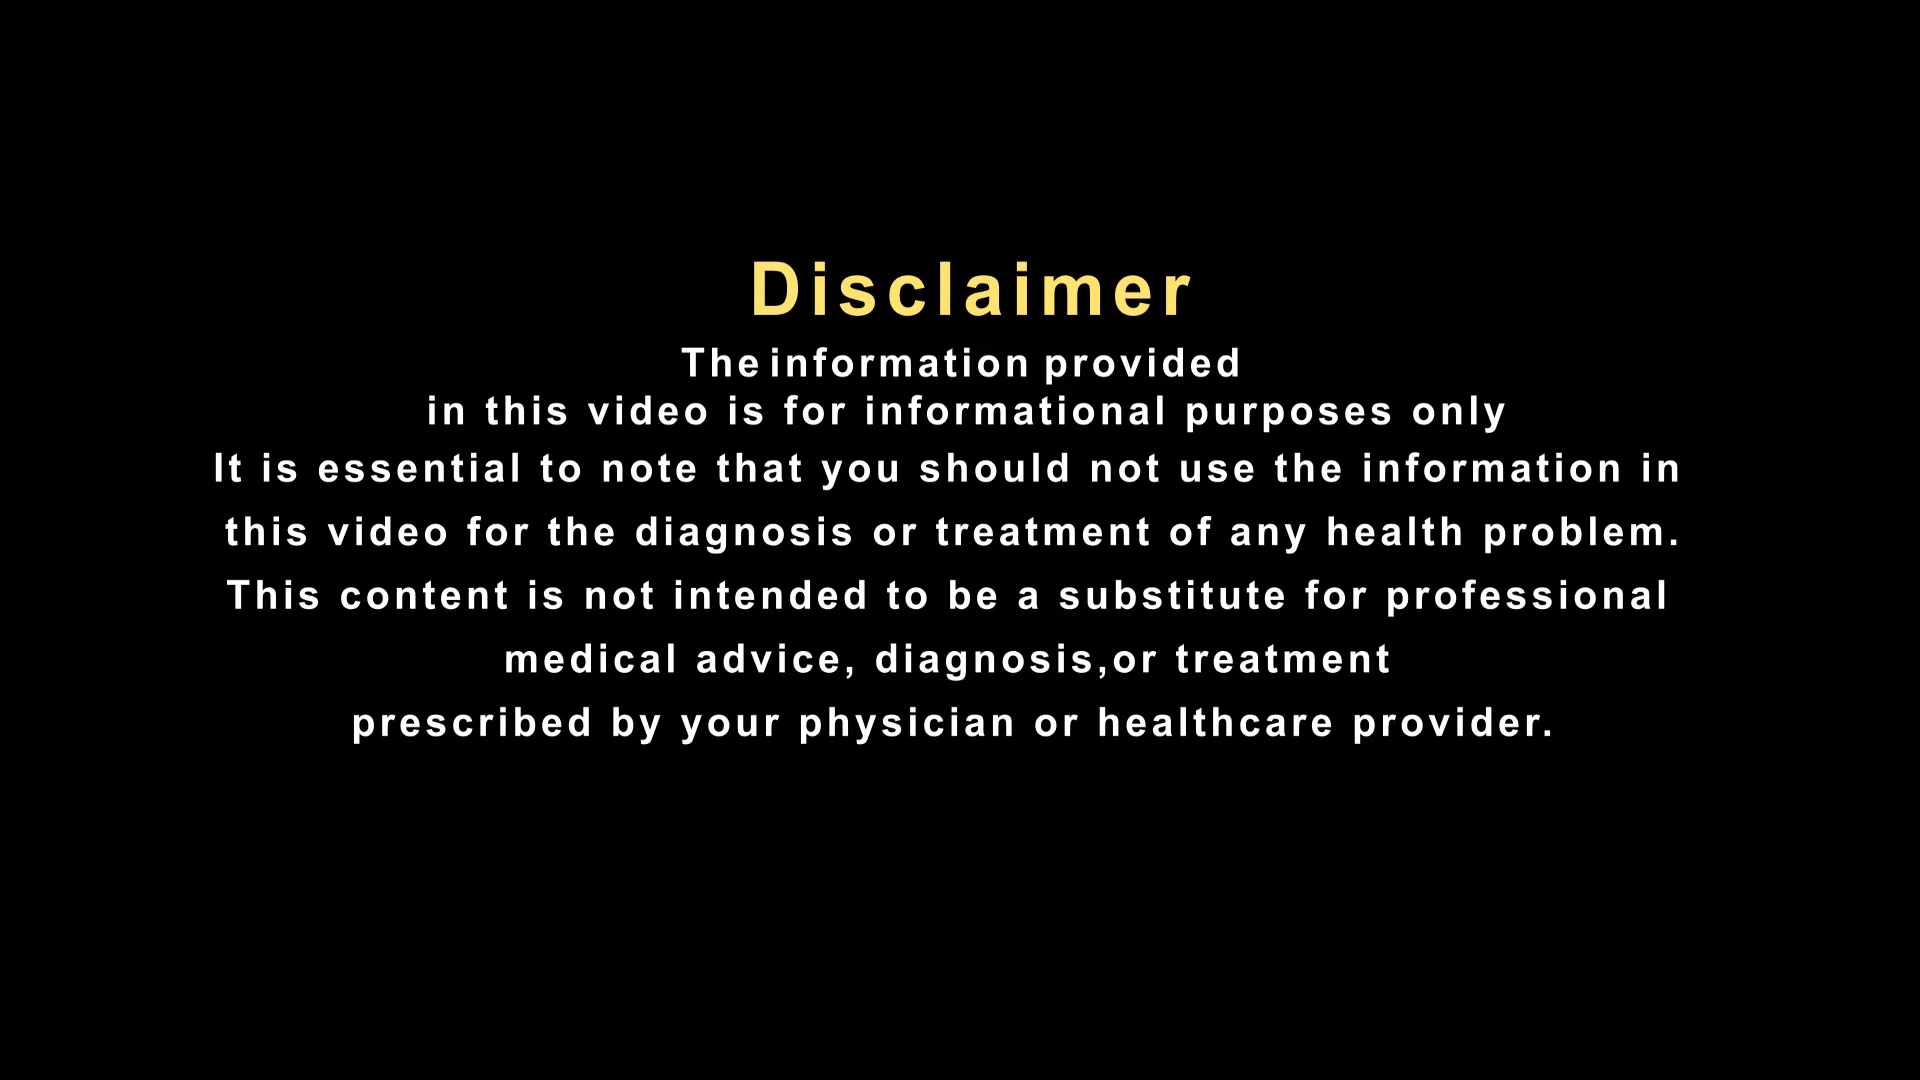 Disclaimer
The information provided
in this video is for informational purposes only
It is essential to note that you should not use the information in
this video for the diagnosis or treatment of any health problem.
This content is not intended to be a substitute for professional
medical advice, diagnosis,or treatment
prescribed by your physician or healthcare provider.